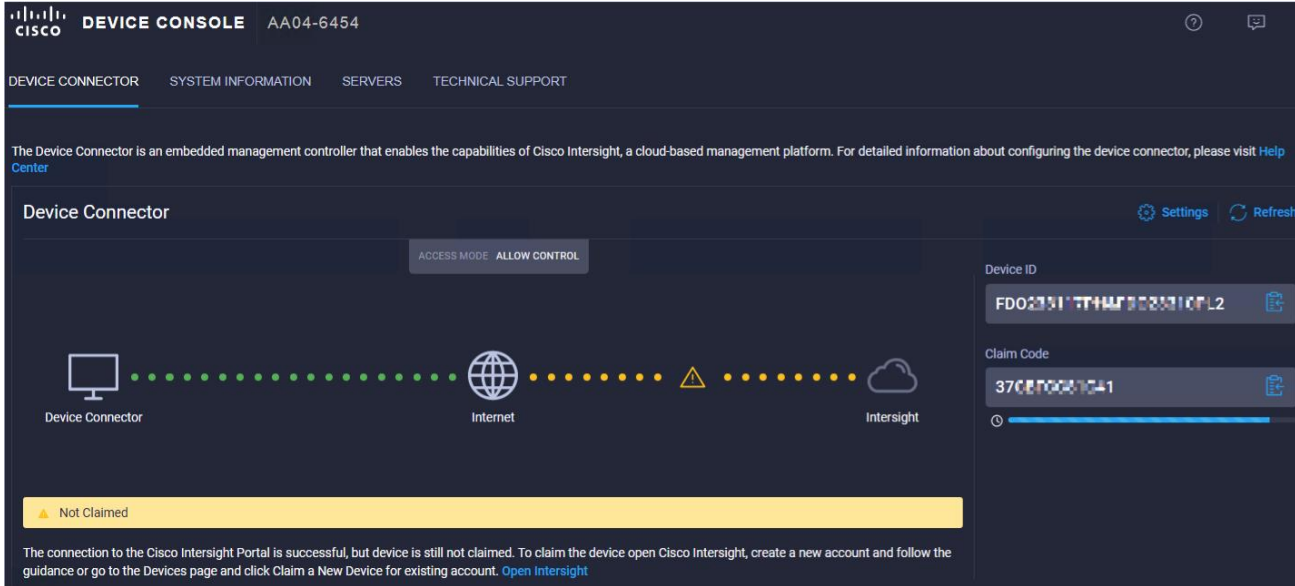 CISCO DEVICE CONSOLE AA04-6454
DEVICE CONNECTOR SYSTEM INFORMATION SERVERS TECHNICAL SUPPORT
The Device Connector is an embedded management controller that enables the capabilities of Cisco Intersight, a cloud-based management platform. For detailed information about configuring the device connector, please visit Help
Center
Device Connector
Settings
Refresh
ACCESS MODE ALLOW CONTROL
Device Connector
Internet
Intersight
Not Claimed
The connection to the Cisco Intersight Portal is successful, but device is still not claimed. To claim the device open Cisco Intersight, create a new account and follow the
guidance or go to the Devices page and click Claim a New Device for existing account. Open Intersight
Device ID
Claim Code